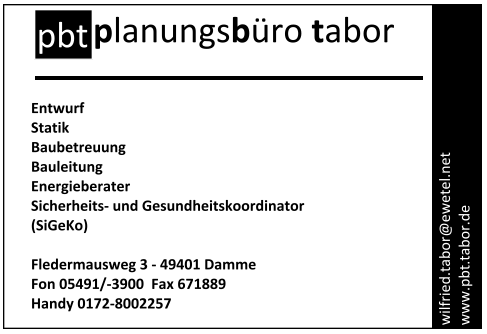 pbt planungsbüro tabor
Entwurf
Statik
Baubetreuung
Bauleitung
Energieberater
Sicherheits- und Gesundheitskoordinator
(SiGeKo)
Fledermausweg 3 - 49401 Damme
Fon 05491/-3900  Fax 671889
Handy 0172-8002257
wilfried.tabor@ewetel.net
www.pbt.tabor.de